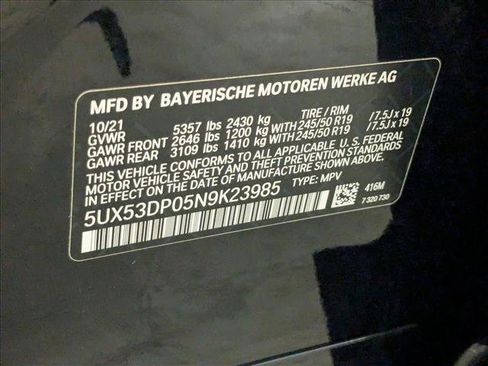 MFD BY BAYERISCHE MOTOREN WERKE AG
10/21 TIRE / RIM
GVWR 5357 lbs 2430 kg
GAWR FRONT 2646 lbs 1200 kg WITH 245/50 R19 /7.5J x 19
GAWR REAR 3109 lbs 1410 kg WITH 245/50 R19 /7.5J x 19
THIS VEHICLE CONFORMS TO ALL APPLICABLE U. S. FEDERAL
MOTOR VEHICLE SAFETY AND THEFT PREVENTION STANDARDS
IN EFFECT ON THE DATE OF MANUFACTURE SHOWN ABOVE.
5UX53DP05N9K23985 TYPE: MPV
416M
7 320 730